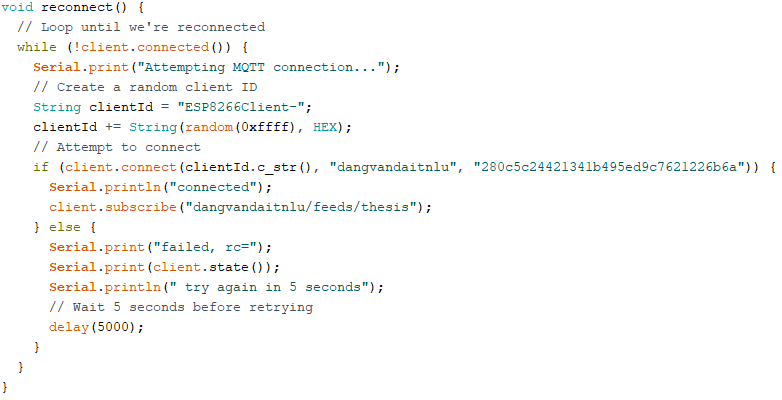 void reconnect() {
  // Loop until we're reconnected
  while (!client.connected()) {
    Serial.print("Attempting MQTT connection...");
    // Create a random client ID
    String clientId = "ESP8266Client-";
    clientId += String(random(0xffff), HEX);
    // Attempt to connect
    if (client.connect(clientId.c_str(), "dangvandaitnlu", "280c5c24421341b495ed9c7621226b6a")) {
      Serial.println("connected");
      client.subscribe("dangvandaitnlu/feeds/thesis");
    } else {
      Serial.print("failed, rc=");
      Serial.print(client.state());
      Serial.println(" try again in 5 seconds");
      // Wait 5 seconds before retrying
      delay(5000);
    }
  }
}